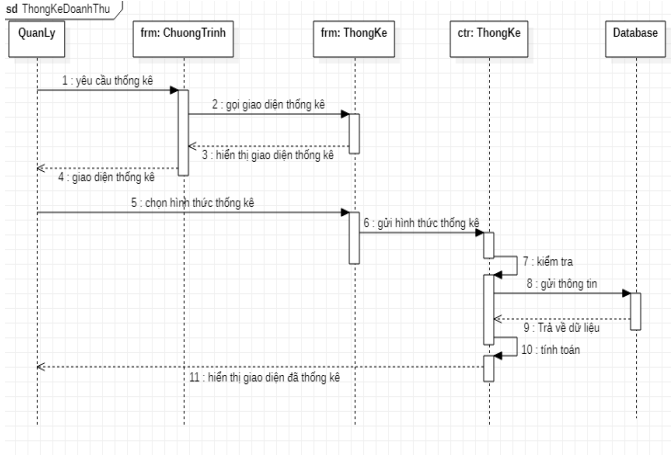 sd ThongKeDoanhThu
QuanLy
frm: ChuongTrinh
frm: ThongKe
ctr: ThongKe
Database
1 : yêu cầu thống kê
2 : gọi giao diện thống kê
3 : hiển thị giao diện thống kê
4 : giao diện thống kê
5 : chọn hình thức thống kê
6 : gửi hình thức thống kê
7 : kiểm tra
8 : gửi thông tin
9 : Trả về dữ liệu
10 : tính toán
11 : hiển thị giao diện đã thống kê